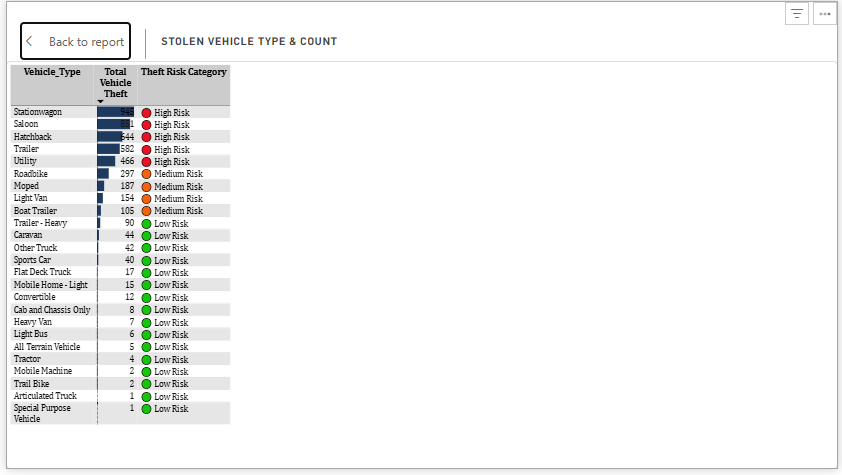 Back to report
STOLEN VEHICLE TYPE & COUNT
Vehicle_Type Total Vehicle Theft Theft Risk Category
Stationwagon 945 High Risk
Saloon High Risk
Hatchback 644 High Risk
Trailer 582 High Risk
Utility 466 High Risk
Roadbike 297 Medium Risk
Moped 187 Medium Risk
Light Van 154 Medium Risk
Boat Trailer 105 Medium Risk
Trailer - Heavy 90 Low Risk
Caravan 44 Low Risk
Other Truck 42 Low Risk
Sports Car 40 Low Risk
Flat Deck Truck 17 Low Risk
Mobile Home - Light 15 Low Risk
Convertible 12 Low Risk
Cab and Chassis Only 8 Low Risk
Heavy Van 7 Low Risk
Light Bus 6 Low Risk
All Terrain Vehicle 5 Low Risk
Tractor 4 Low Risk
Mobile Machine 2 Low Risk
Trail Bike 2 Low Risk
Articulated Truck 1 Low Risk
Special Purpose 1 Low Risk
Vehicle